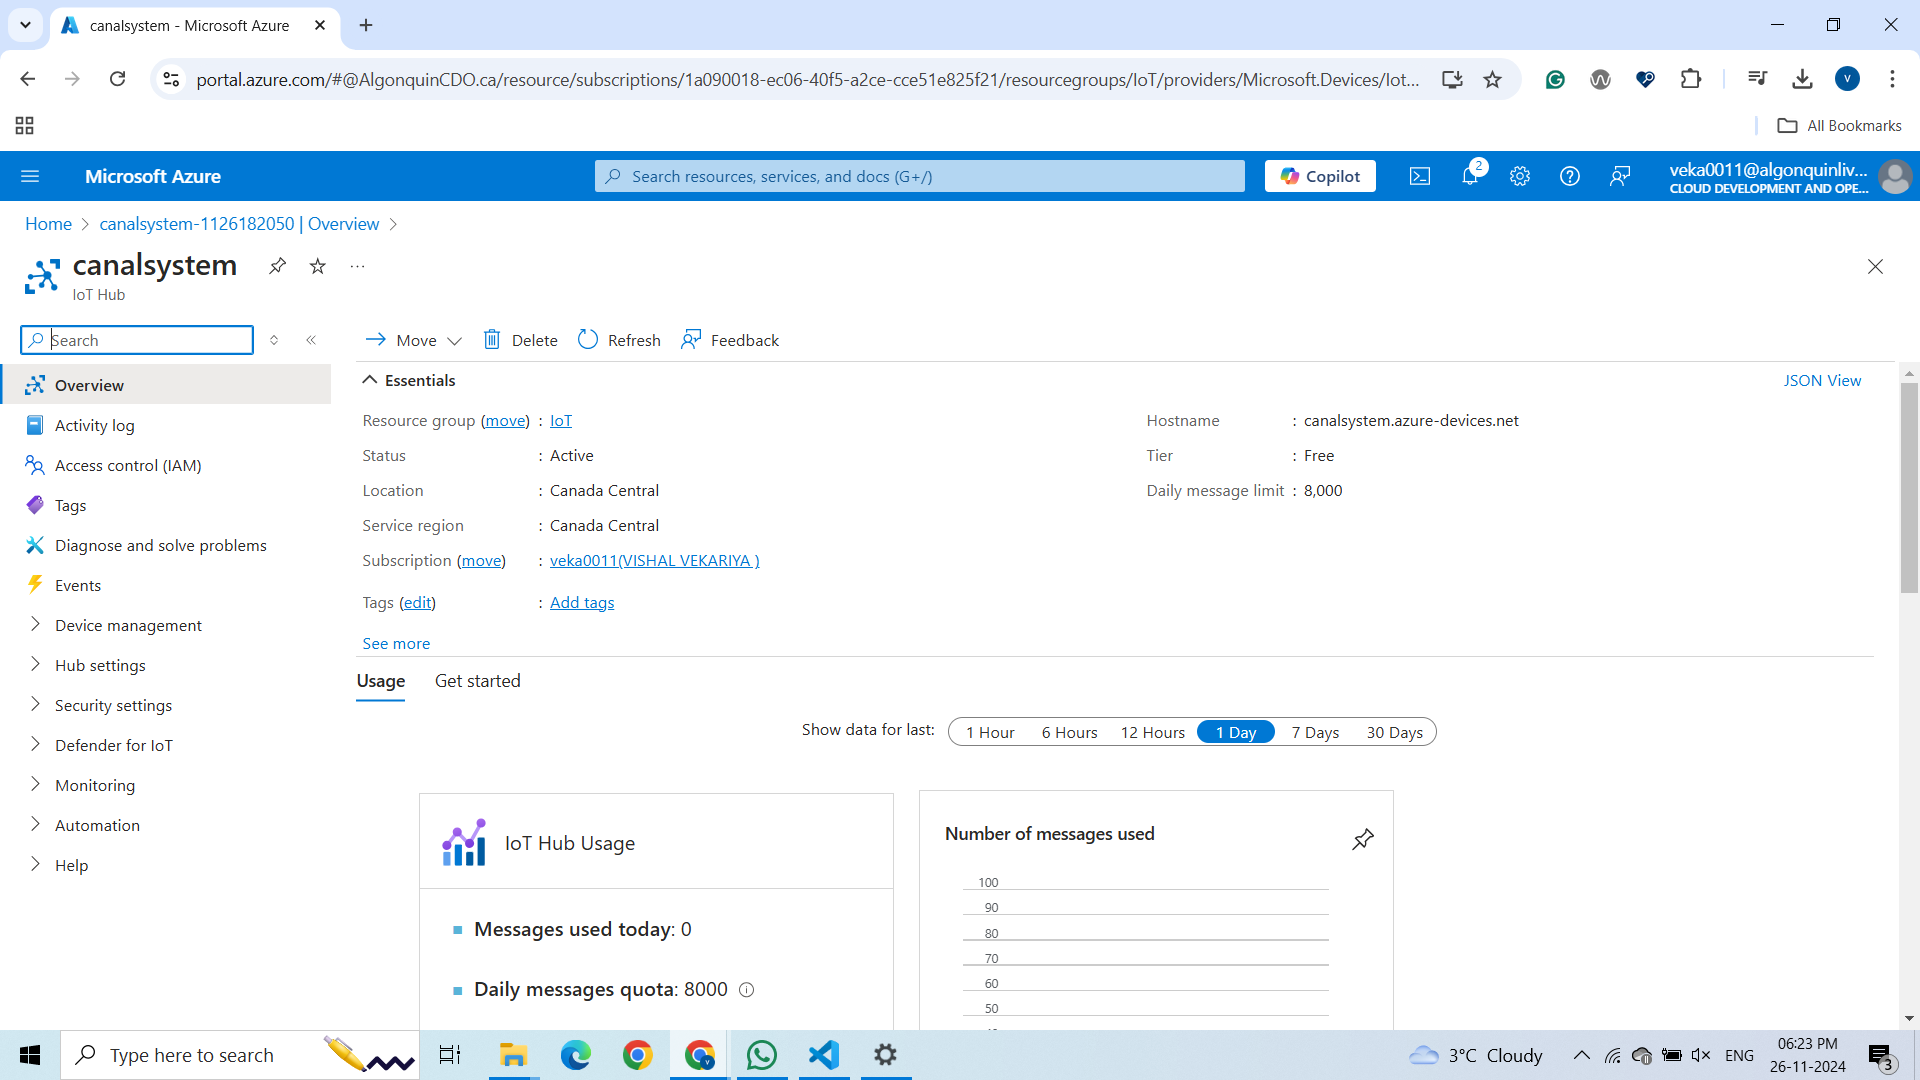 canalsystem - Microsoft Azure
portal.azure.com/#@AlgonquinCDO.ca/resource/subscriptions/1a090018-ec06-40f5-a2ce-cce51e825f21/resourcegroups/IoT/providers/Microsoft.Devices/Iot...
V
All Bookmarks
Microsoft Azure
Search resources, services, and docs (G+/)
Copilot
2
veka0011@algonquinliv...
CLOUD DEVELOPMENT AND OPE...
Home
canalsystem-1126182050 | Overview
canalsystem
IoT Hub
Search
Move
Delete
Refresh
Feedback
Overview
Activity log
Access control (IAM)
Tags
Diagnose and solve problems
Events
Device management
Hub settings
Security settings
Defender for IoT
Monitoring
Automation
Help
Essentials
JSON View
Resource group (move) : IoT
Status : Active
Location : Canada Central
Service region : Canada Central
Subscription (move) : veka0011(VISHAL VEKARIYA )
Tags (edit) : Add tags
See more
Hostname : canalsystem.azure-devices.net
Tier : Free
Daily message limit : 8,000
Usage
Get started
Show data for last:
1 Hour
6 Hours
12 Hours
1 Day
7 Days
30 Days
IoT Hub Usage
Messages used today: 0
Daily messages quota: 8000
Number of messages used
100
90
80
70
60
50
Type here to search
3°C Cloudy
ENG
06:23 PM
26-11-2024
3